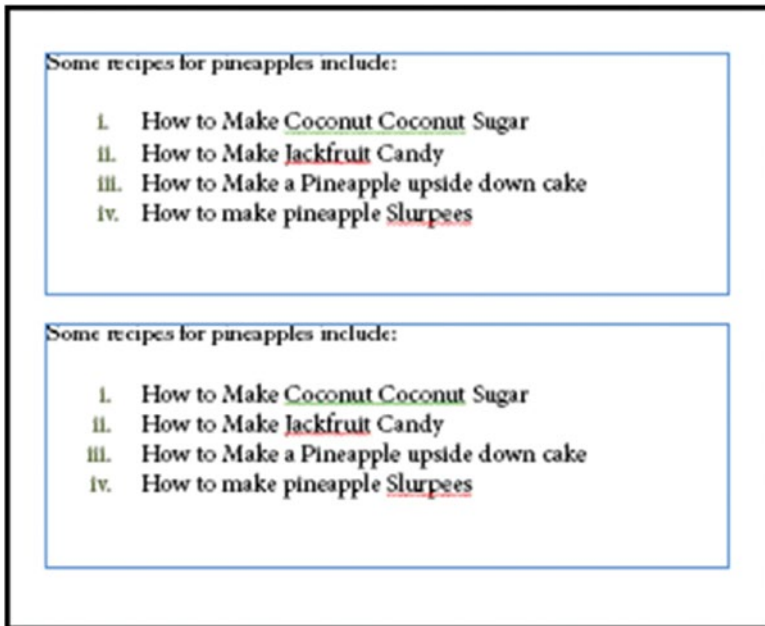 Some recipes for pineapples include:
i. How to Make Coconut Coconut Sugar
ii. How to Make Jackfruit Candy
iii. How to Make a Pineapple upside down cake
iv. How to make pineapple Slurpees
Some recipes for pineapples include:
i. How to Make Coconut Coconut Sugar
ii. How to Make Jackfruit Candy
iii. How to Make a Pineapple upside down cake
iv. How to make pineapple Slurpees